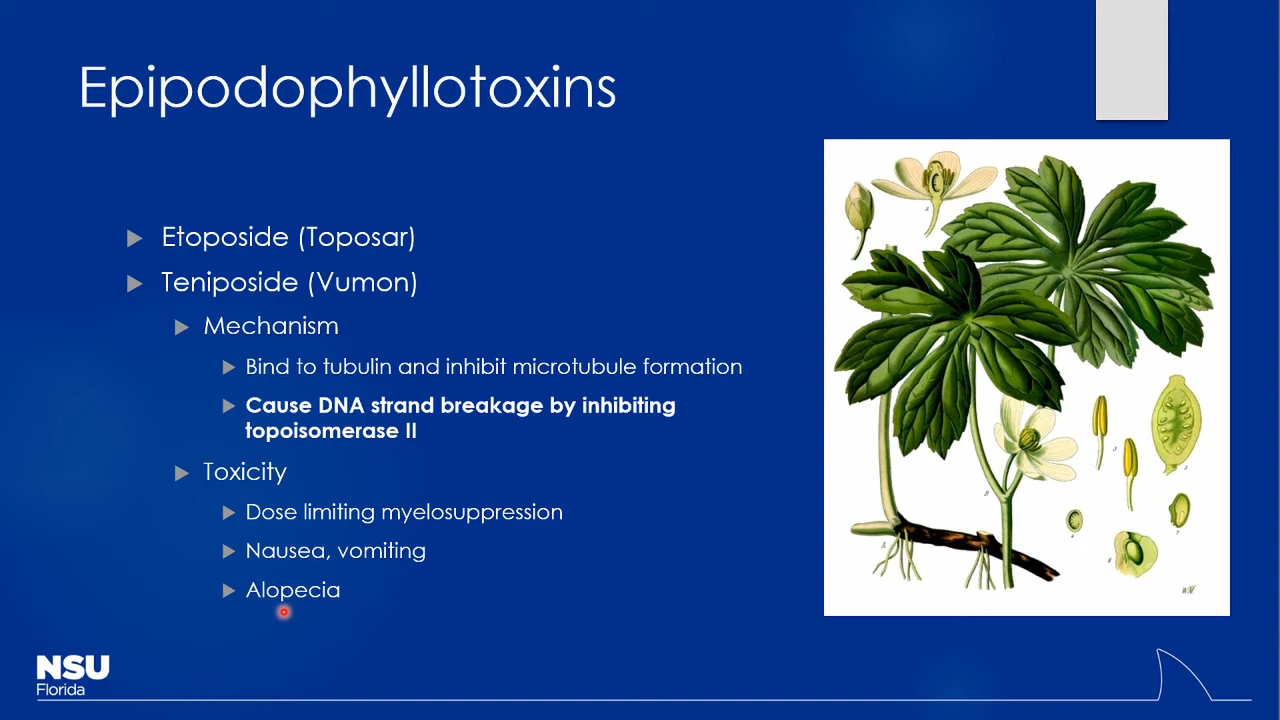 Epipodophyllotoxins
Etoposide (Toposar)
Teniposide (Vumon)
Mechanism
Bind to tubulin and inhibit microtubule formation
Cause DNA strand breakage by inhibiting
topoisomerase II
Toxicity
Dose limiting myelosuppression
Nausea, vomiting
Alopecia
NSU
Florida